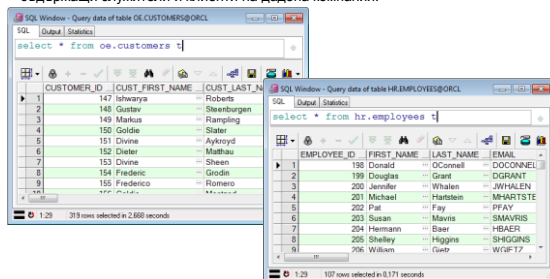 съдържащи служители и клиенти на дадена компания.
SQL Window - Query data of table OE.CUSTOMERS@ORCL
SQL Output Statistics
select * from oe.customers t
CUSTOMER_ID CUST_FIRST_NAME CUST_LAST_N
1 147 Ishwarya Roberts
2 148 Gustav Steenburgen
3 149 Markus Rampling
4 150 Goldie Slater
5 151 Divine Aykroyd
6 152 Dieter Matthau
7 153 Divine Sheen
8 154 Frederic Grodin
9 155 Frederico Romero
1:29 319 rows selected in 2,668 seconds
SQL Window - Query data of table HR.EMPLOYEES@ORCL
SQL Output Statistics
select * from hr.employees t
EMPLOYEE_ID FIRST_NAME LAST_NAME EMAIL
1 198 Donald OConnell DOCONNEL
2 199 Douglas Grant DGRANT
3 200 Jennifer Whalen JWHALEN
4 201 Michael Hartstein MHARTSTE
5 202 Pat Fay PFAY
6 203 Susan Mavris SMAVRIS
7 204 Hermann Baer HBAER
8 205 Shelley Higgins SHIGGINS
9 206 William Gietz WGIETZ
1:29 107 rows selected in 0,171 seconds